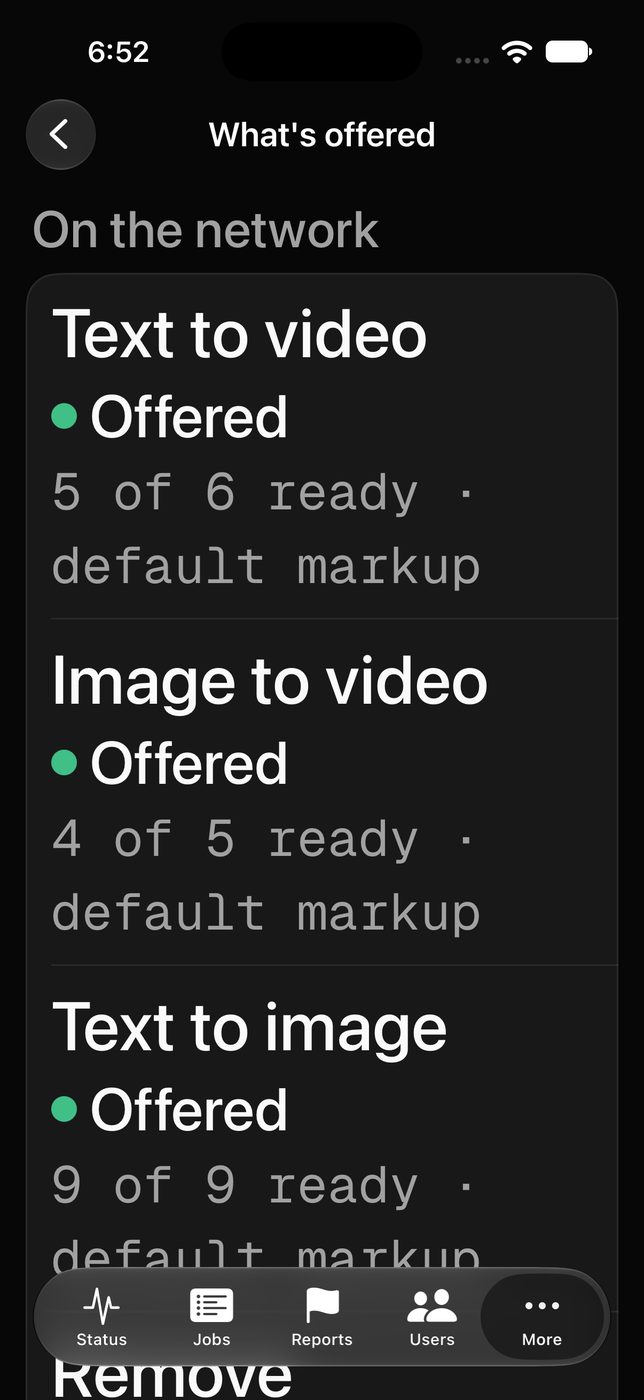 6:52
What's offered
On the network
Text to video
Offered
5 of 6 ready ·
default markup
Image to video
Offered
4 of 5 ready ·
default markup
Text to image
Offered
9 of 9 ready ·
default markup
Remove
Status
Jobs
Reports
Users
More